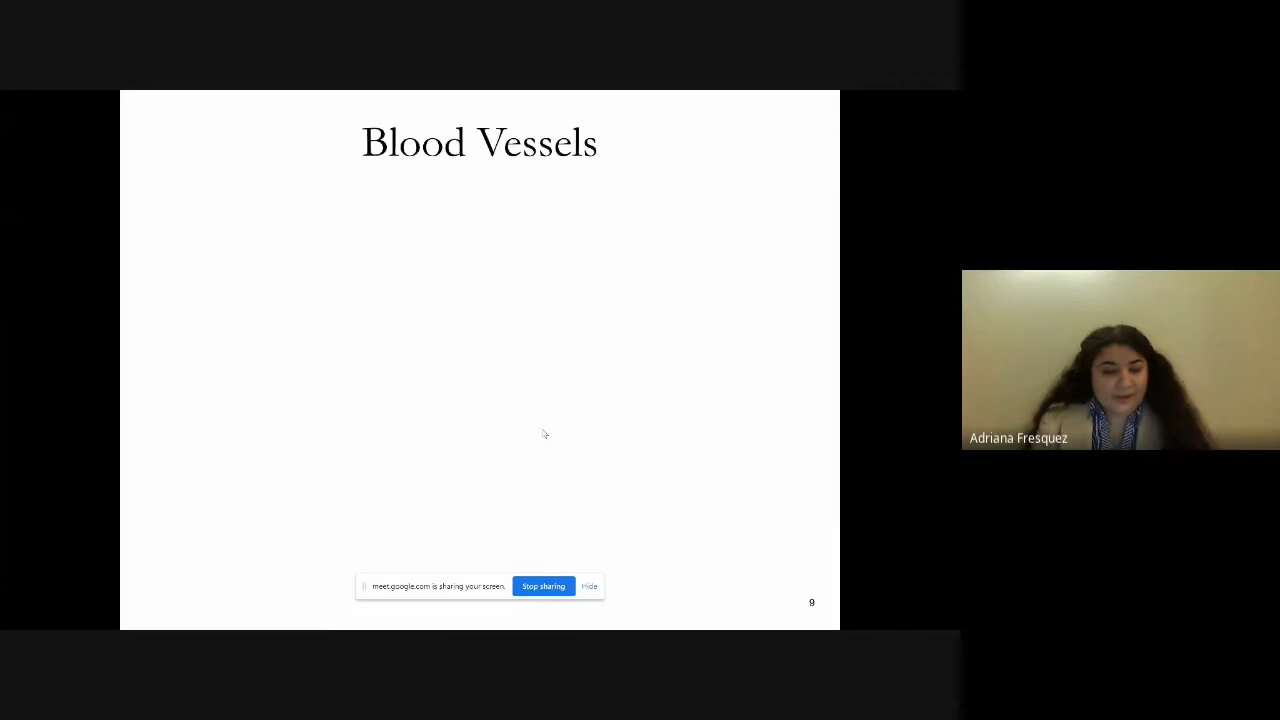 Blood Vessels
meet.google.com is sharing your screen.
Stop sharing
Hide
9
Adriana Fresquez